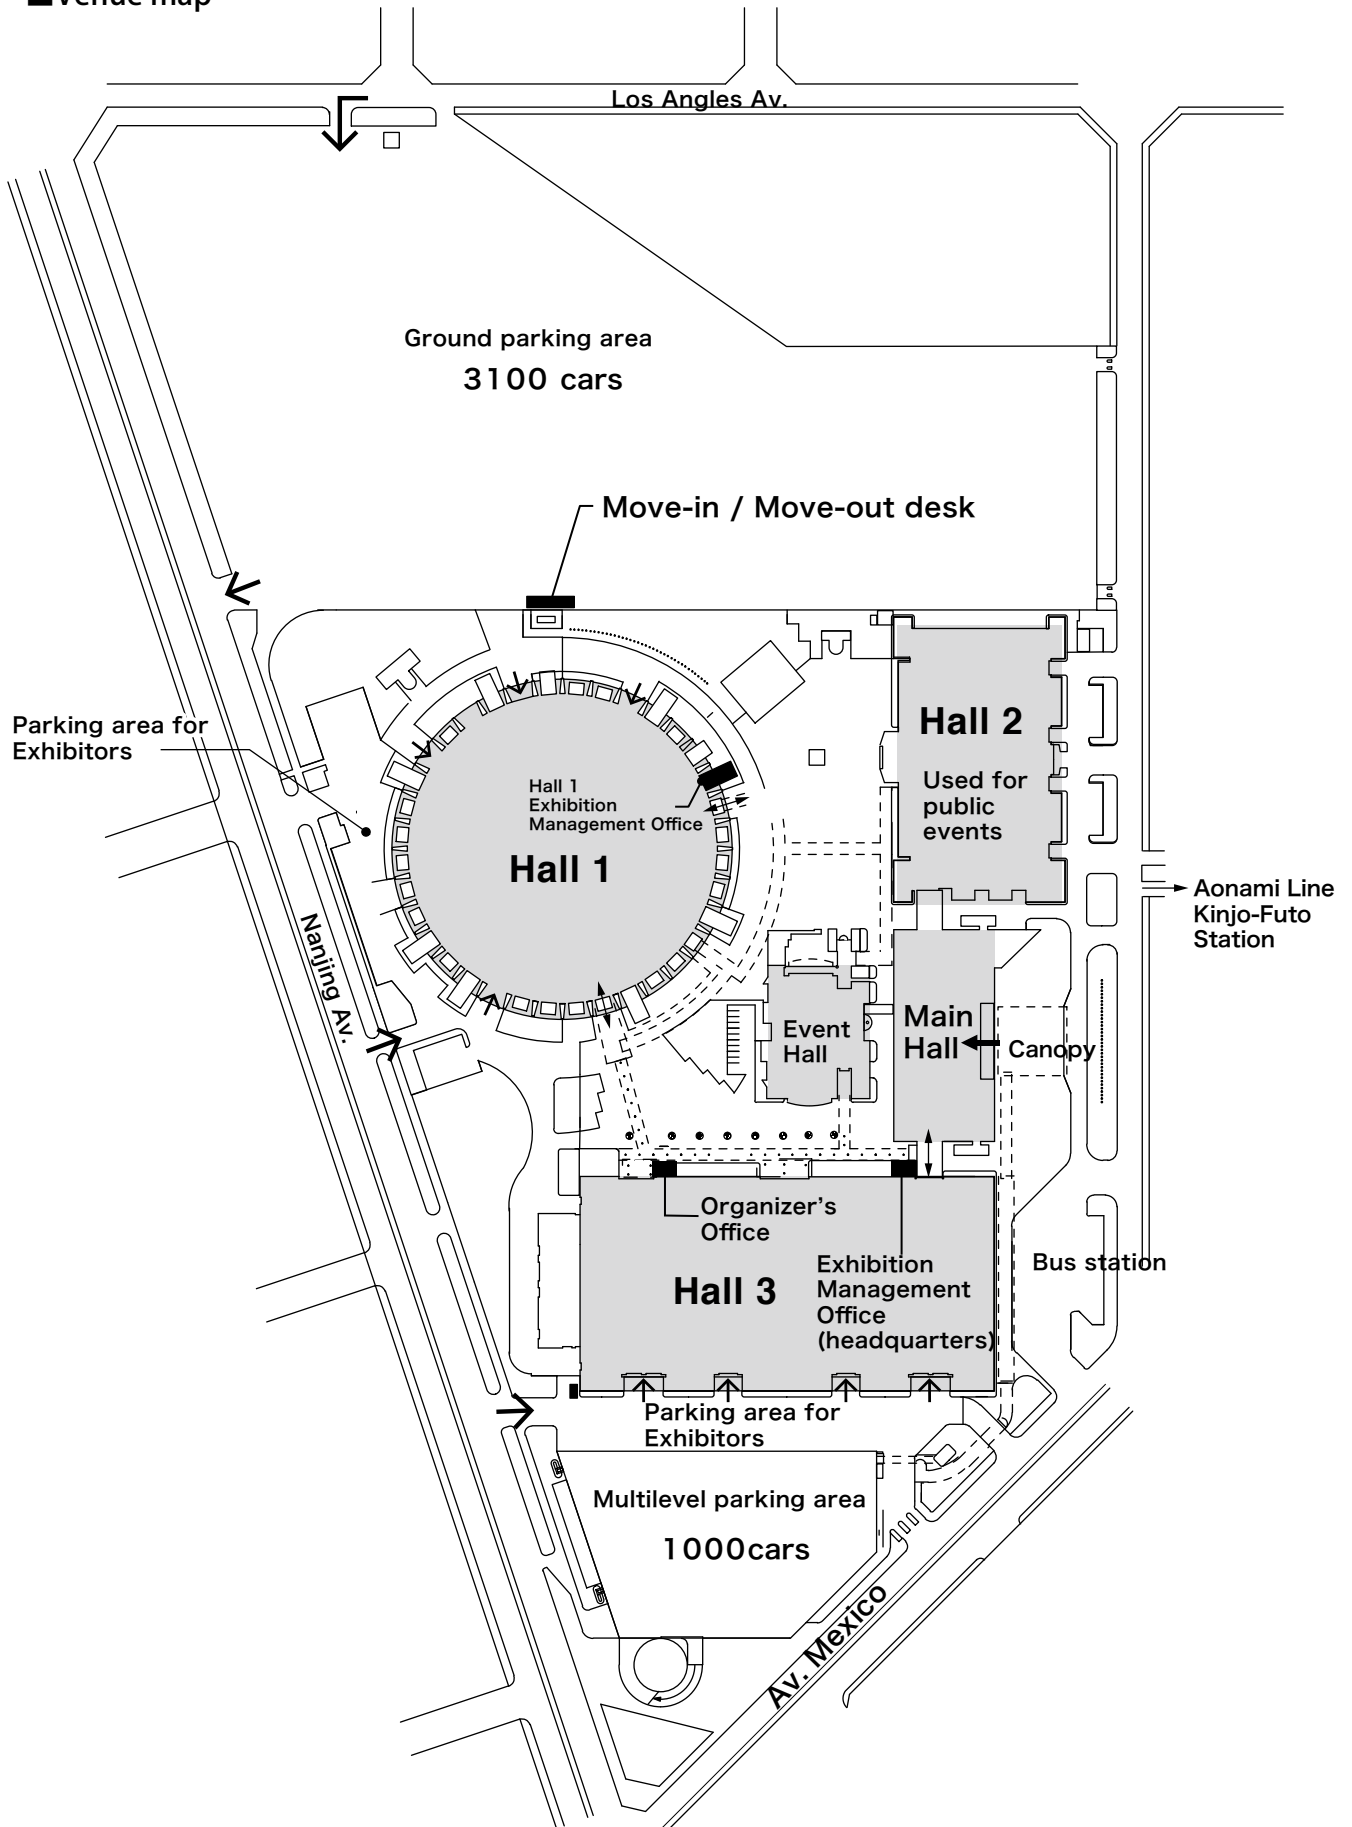 ■Venue map
Los Angles Av.
Ground parking area
3100 cars
Move-in / Move-out desk
Parking area for
Exhibitors
Hall 2
Used for
public
events
Hall 1
Exhibition
Management Office
Hall 1
Aonami Line
Kinjo-Futo
Station
Nanjing Av.
Event
Hall
Main
Hall
Canopy
Organizer’s
Office
Hall 3
Exhibition
Management
Office
(headquarters)
Bus station
Parking area for
Exhibitors
Multilevel parking area
1000cars
Av. Mexico